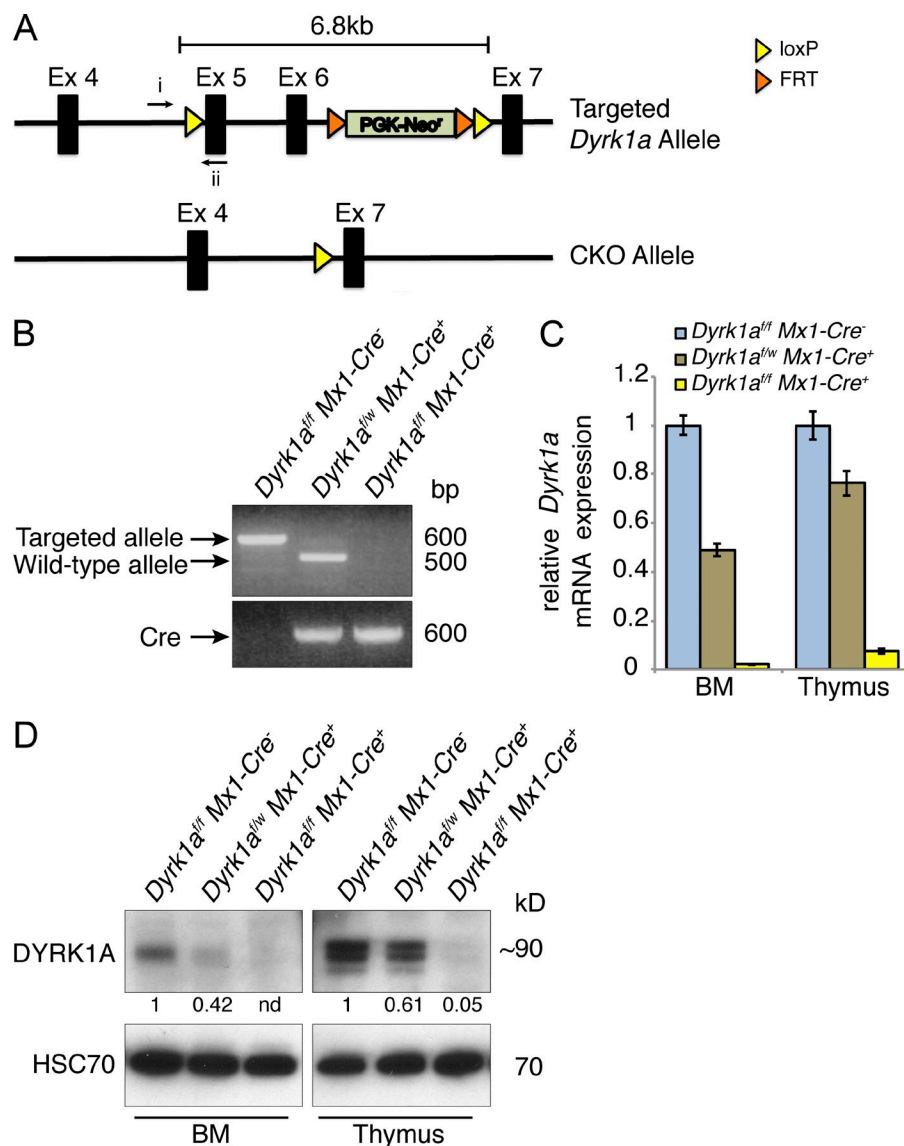 A
6.8kb
loxP
FRT
Ex 4
i
Ex 5
Ex 6
Ex 7
PGK-Neoʳ
Targeted
Dyrk1a Allele
ii
Ex 4
Ex 7
CKO Allele
B
Dyrk1aᶠ/ᶠ Mx1-Cre⁻
Dyrk1aᶠ/ʷ Mx1-Cre⁺
Dyrk1aᶠ/ᶠ Mx1-Cre⁺
bp
Targeted allele
600
Wild-type allele
500
Cre
600
C
Dyrk1aᶠ/ᶠ Mx1-Cre⁻
Dyrk1aᶠ/ʷ Mx1-Cre⁺
Dyrk1aᶠ/ᶠ Mx1-Cre⁺
relative Dyrk1a
mRNA expression
1.2
1
0.8
0.6
0.4
0.2
0
BM
Thymus
D
Dyrk1aᶠ/ᶠ Mx1-Cre⁻
Dyrk1aᶠ/ʷ Mx1-Cre⁺
Dyrk1aᶠ/ᶠ Mx1-Cre⁺
Dyrk1aᶠ/ᶠ Mx1-Cre⁻
Dyrk1aᶠ/ʷ Mx1-Cre⁺
Dyrk1aᶠ/ᶠ Mx1-Cre⁺
kD
DYRK1A
~90
1 0.42 nd 1 0.61 0.05
HSC70
70
BM
Thymus